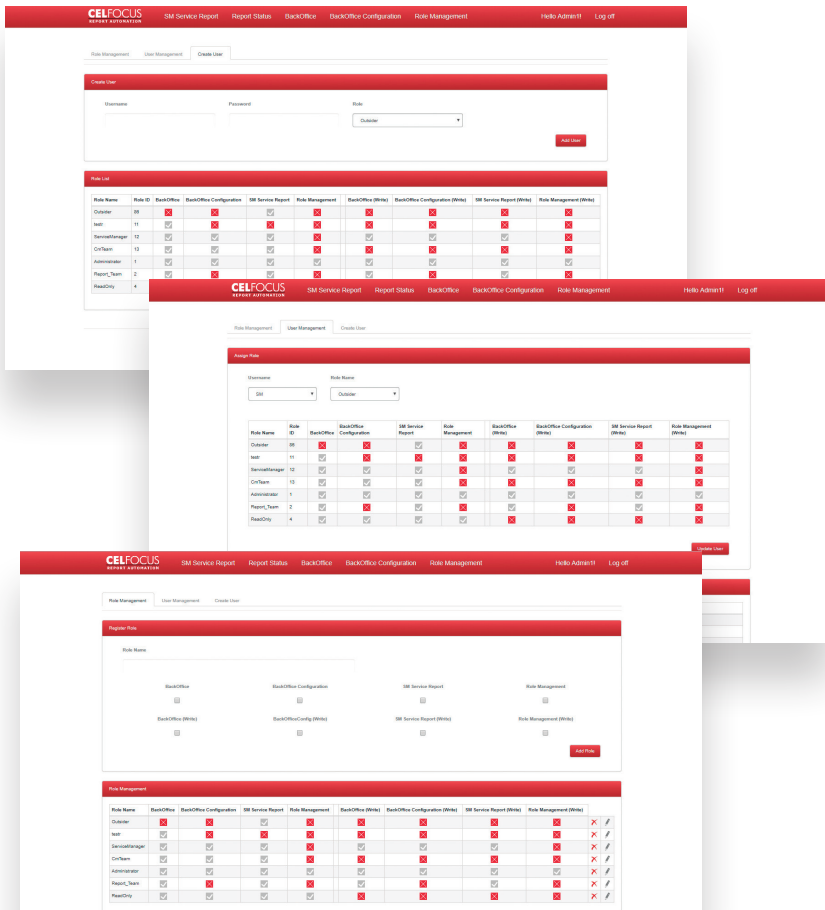 CELFOCUS SM Service Report Report Status BackOffice BackOffice Configuration Role Management Hello Admin1! Log off
REPORT AUTOMATION
Role Management User Management Create User
Create User
Username Password Role
Outsider
Add User
Role List
Role Name Role ID BackOffice BackOffice Configuration SM Service Report Role Management BackOffice (Write) BackOffice Configuration (Write) SM Service Report (Write) Role Management (Write)
Outsider
testr 11
ServiceManager 12
CmTeam 13
Administrator 1
Report_Team 2
ReadOnly 4
CELFOCUS SM Service Report Report Status BackOffice BackOffice Configuration Role Management Hello Admin1! Log off
REPORT AUTOMATION
Role Management User Management Create User
Assign Role
Username Role Name
SM Outsider
Role Name Role ID BackOffice BackOffice Configuration SM Service Report Role Management BackOffice (Write) BackOffice Configuration (Write) SM Service Report (Write) Role Management (Write)
Outsider
testr 11
ServiceManager 12
CmTeam 13
Administrator 1
Report_Team 2
ReadOnly 4
Update User
CELFOCUS SM Service Report Report Status BackOffice BackOffice Configuration Role Management Hello Admin1! Log off
REPORT AUTOMATION
Role Management User Management Create User
Register Role
Role Name
BackOffice BackOffice Configuration SM Service Report Role Management
BackOffice (Write) BackOfficeConfig (Write) SM Service Report (Write) Role Management (Write)
Add Role
Role Management
Role Name BackOffice BackOffice Configuration SM Service Report Role Management BackOffice (Write) BackOffice Configuration (Write) SM Service Report (Write) Role Management (Write)
Outsider
testr
ServiceManager
CmTeam
Administrator
Report_Team
ReadOnly